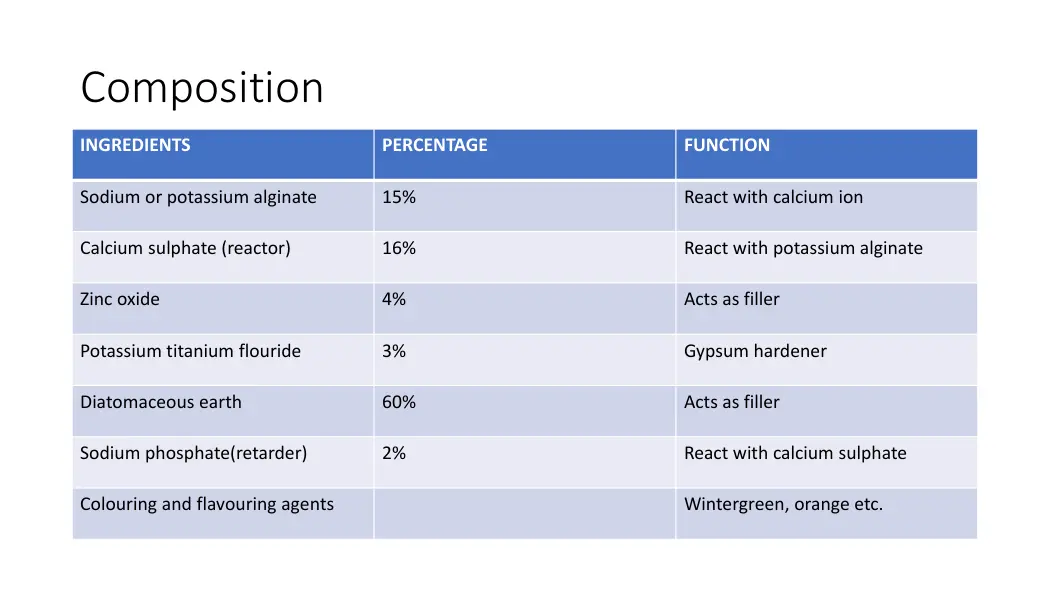 Composition
INGREDIENTS PERCENTAGE FUNCTION
Sodium or potassium alginate 15% React with calcium ion
Calcium sulphate (reactor) 16% React with potassium alginate
Zinc oxide 4% Acts as filler
Potassium titanium flouride 3% Gypsum hardener
Diatomaceous earth 60% Acts as filler
Sodium phosphate(retarder) 2% React with calcium sulphate
Colouring and flavouring agents Wintergreen, orange etc.